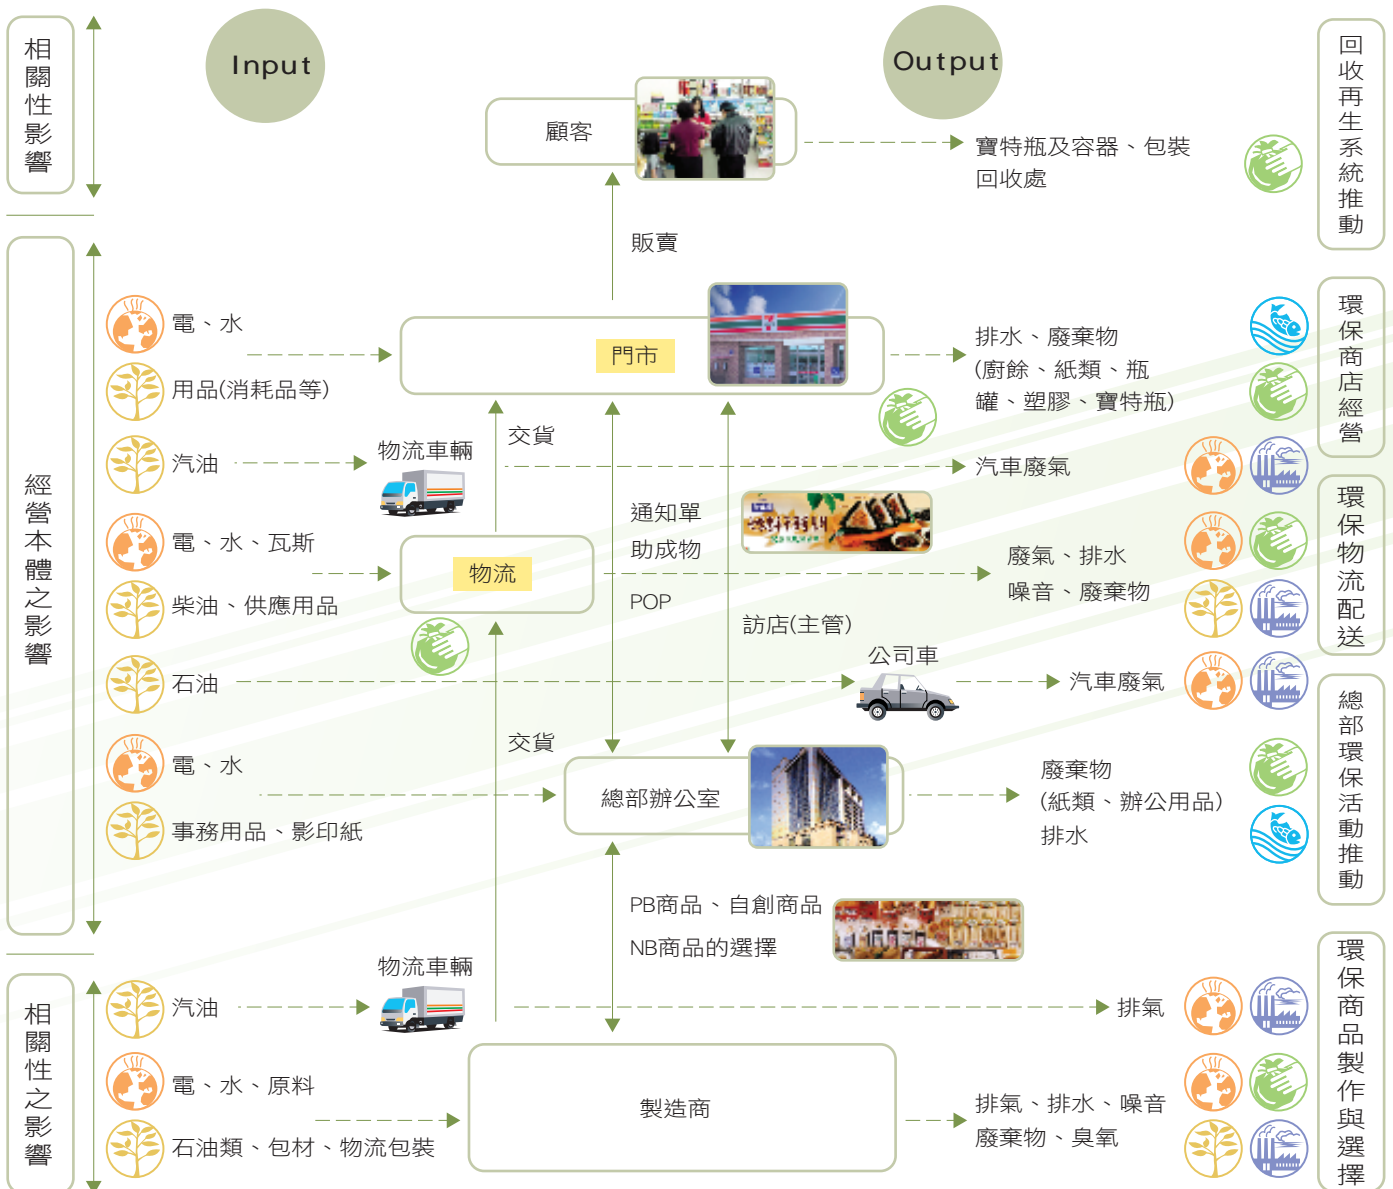 相關性影響
Input
Output
回收再生系統推動
顧客
寶特瓶及容器、包裝
回收處
販賣
經營本體之影響
電、水
用品(消耗品等)
門市
排水、廢棄物
(廚餘、紙類、瓶
罐、塑膠、寶特瓶)
環保商店經營
汽油
物流車輛
交貨
汽車廢氣
電、水、瓦斯
柴油、供應用品
物流
通知單
助成物
POP
廢氣、排水
噪音、廢棄物
環保物流配送
訪店(主管)
石油
公司車
汽車廢氣
電、水
事務用品、影印紙
交貨
總部辦公室
廢棄物
(紙類、辦公用品)
排水
總部環保活動推動
PB商品、自創商品
NB商品的選擇
相關性之影響
汽油
物流車輛
排氣
電、水、原料
石油類、包材、物流包裝
製造商
排氣、排水、噪音
廢棄物、臭氧
環保商品製作與選擇